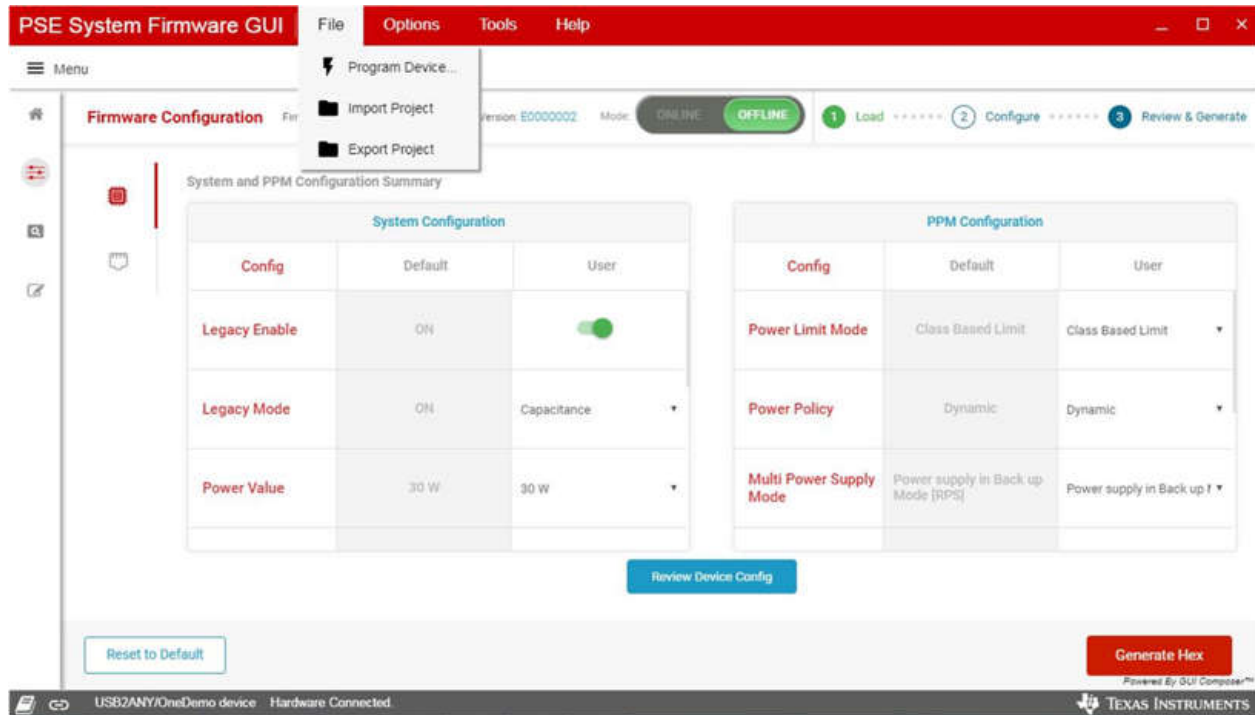 PSE System Firmware GUI File Options Tools Help
Menu
Program Device...
Import Project
Export Project
Firmware Configuration
Version: E0000002 Mode: ONLINE OFFLINE 1 Load 2 Configure 3 Review & Generate
System and PPM Configuration Summary
System Configuration
Config Default User
Legacy Enable ON
Legacy Mode ON Capacitance
Power Value 30 W 30 W
PPM Configuration
Config Default User
Power Limit Mode Class Based Limit Class Based Limit
Power Policy Dynamic Dynamic
Multi Power Supply
Mode
Power supply in Back up
Mode [RPS]
Power supply in Back up
Review Device Config
Reset to Default
Generate Hex
Powered By GUI Composer™
USB2ANY/OneDemo device Hardware Connected.
TEXAS INSTRUMENTS